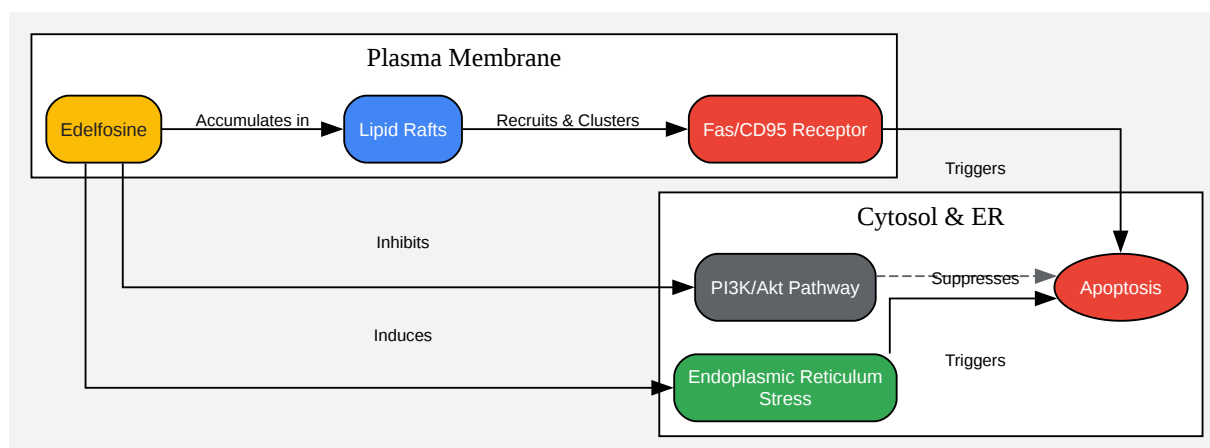 Plasma Membrane
Edelfosine
Accumulates in
Lipid Rafts
Recruits & Clusters
Fas/CD95 Receptor
Triggers
Cytosol & ER
Inhibits
PI3K/Akt Pathway
Suppresses
Apoptosis
Induces
Endoplasmic Reticulum
Stress
Triggers